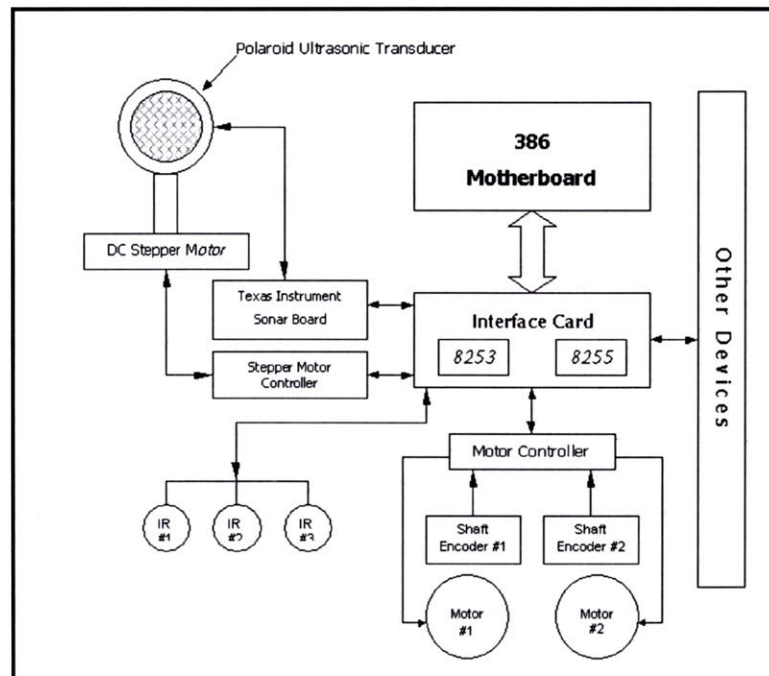 Polaroid Ultrasonic Transducer
386
Motherboard
DC Stepper Motor
Texas Instrument
Sonar Board
Interface Card
8253
8255
Stepper Motor
Controller
Other Devices
Motor Controller
IR
#1
IR
#2
IR
#3
Shaft
Encoder #1
Shaft
Encoder #2
Motor
#1
Motor
#2